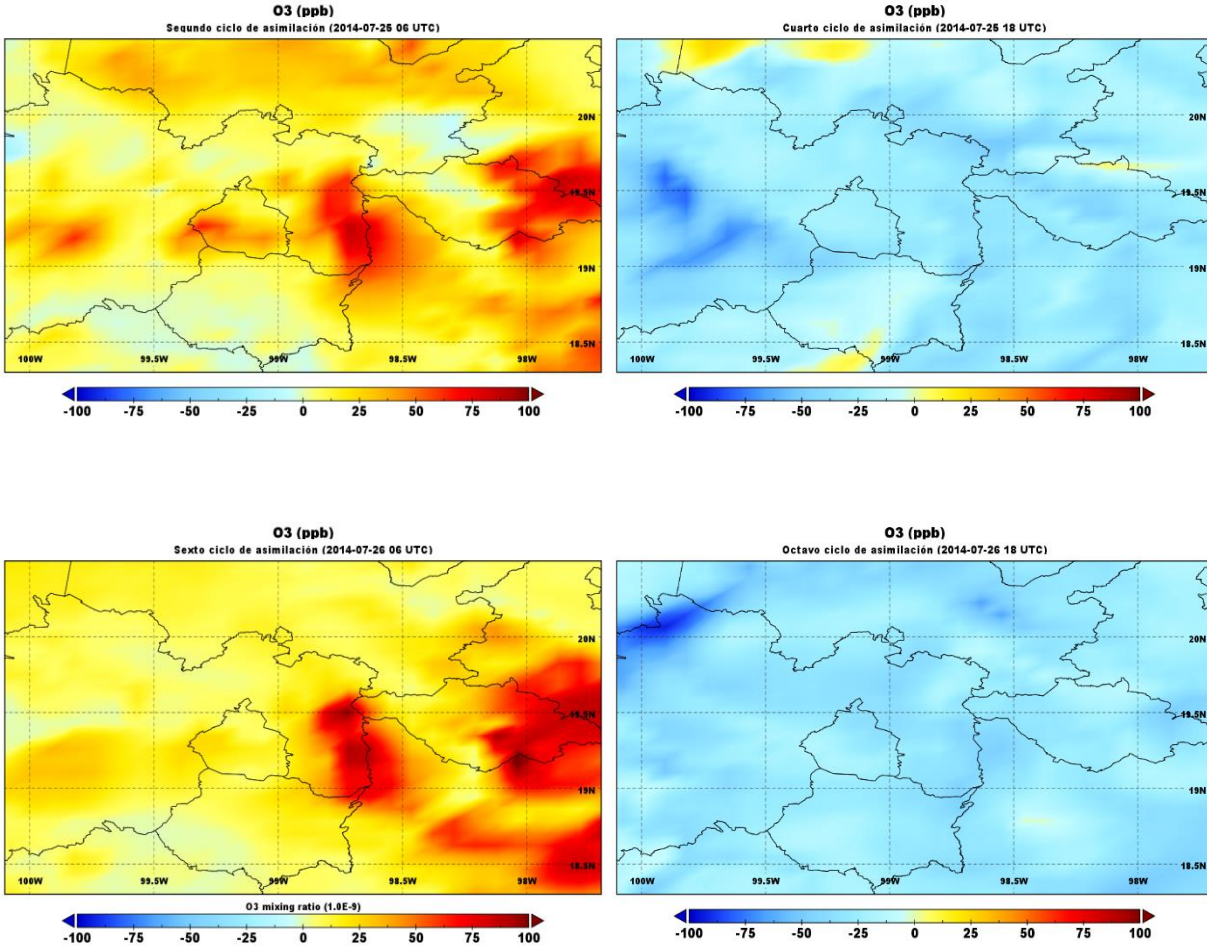 O3 (ppb)
Segundo ciclo de asimilación (2014-07-25 06 UTC)
20N
19.5N
19N
18.5N
100W 99.5W 99W 98.5W 98W
-100 -75 -50 -25 0 25 50 75 100
O3 (ppb)
Cuarto ciclo de asimilación (2014-07-25 18 UTC)
20N
19.5N
19N
18.5N
100W 99.5W 99W 98.5W 98W
-100 -75 -50 -25 0 25 50 75 100
O3 (ppb)
Sexto ciclo de asimilación (2014-07-26 06 UTC)
20N
19.5N
19N
18.5N
100W 99.5W 99W 98.5W 98W
O3 mixing ratio (1.0E-9)
-100 -75 -50 -25 0 25 50 75 100
O3 (ppb)
Octavo ciclo de asimilación (2014-07-26 18 UTC)
20N
19.5N
19N
18.5N
100W 99.5W 99W 98.5W 98W
-100 -75 -50 -25 0 25 50 75 100